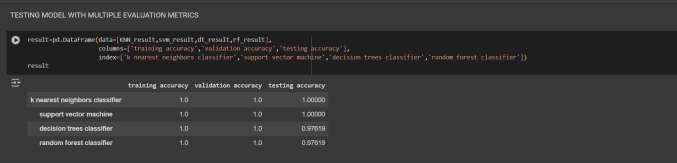 TESTING MODEL WITH MULTIPLE EVALUATION METRICS
result=pd.DataFrame(data=[KNN_result,svm_result,dt_result,rf_result],
columns=['training accuracy','validation accuracy','testing accuracy'],
index=['k nearest neighbors classifier','support vector machine','decision trees classifier','random forest classifier'])
result
training accuracy validation accuracy testing accuracy
k nearest neighbors classifier 1.0 1.0 1.00000
support vector machine 1.0 1.0 1.00000
decision trees classifier 1.0 1.0 0.97619
random forest classifier 1.0 1.0 0.97619